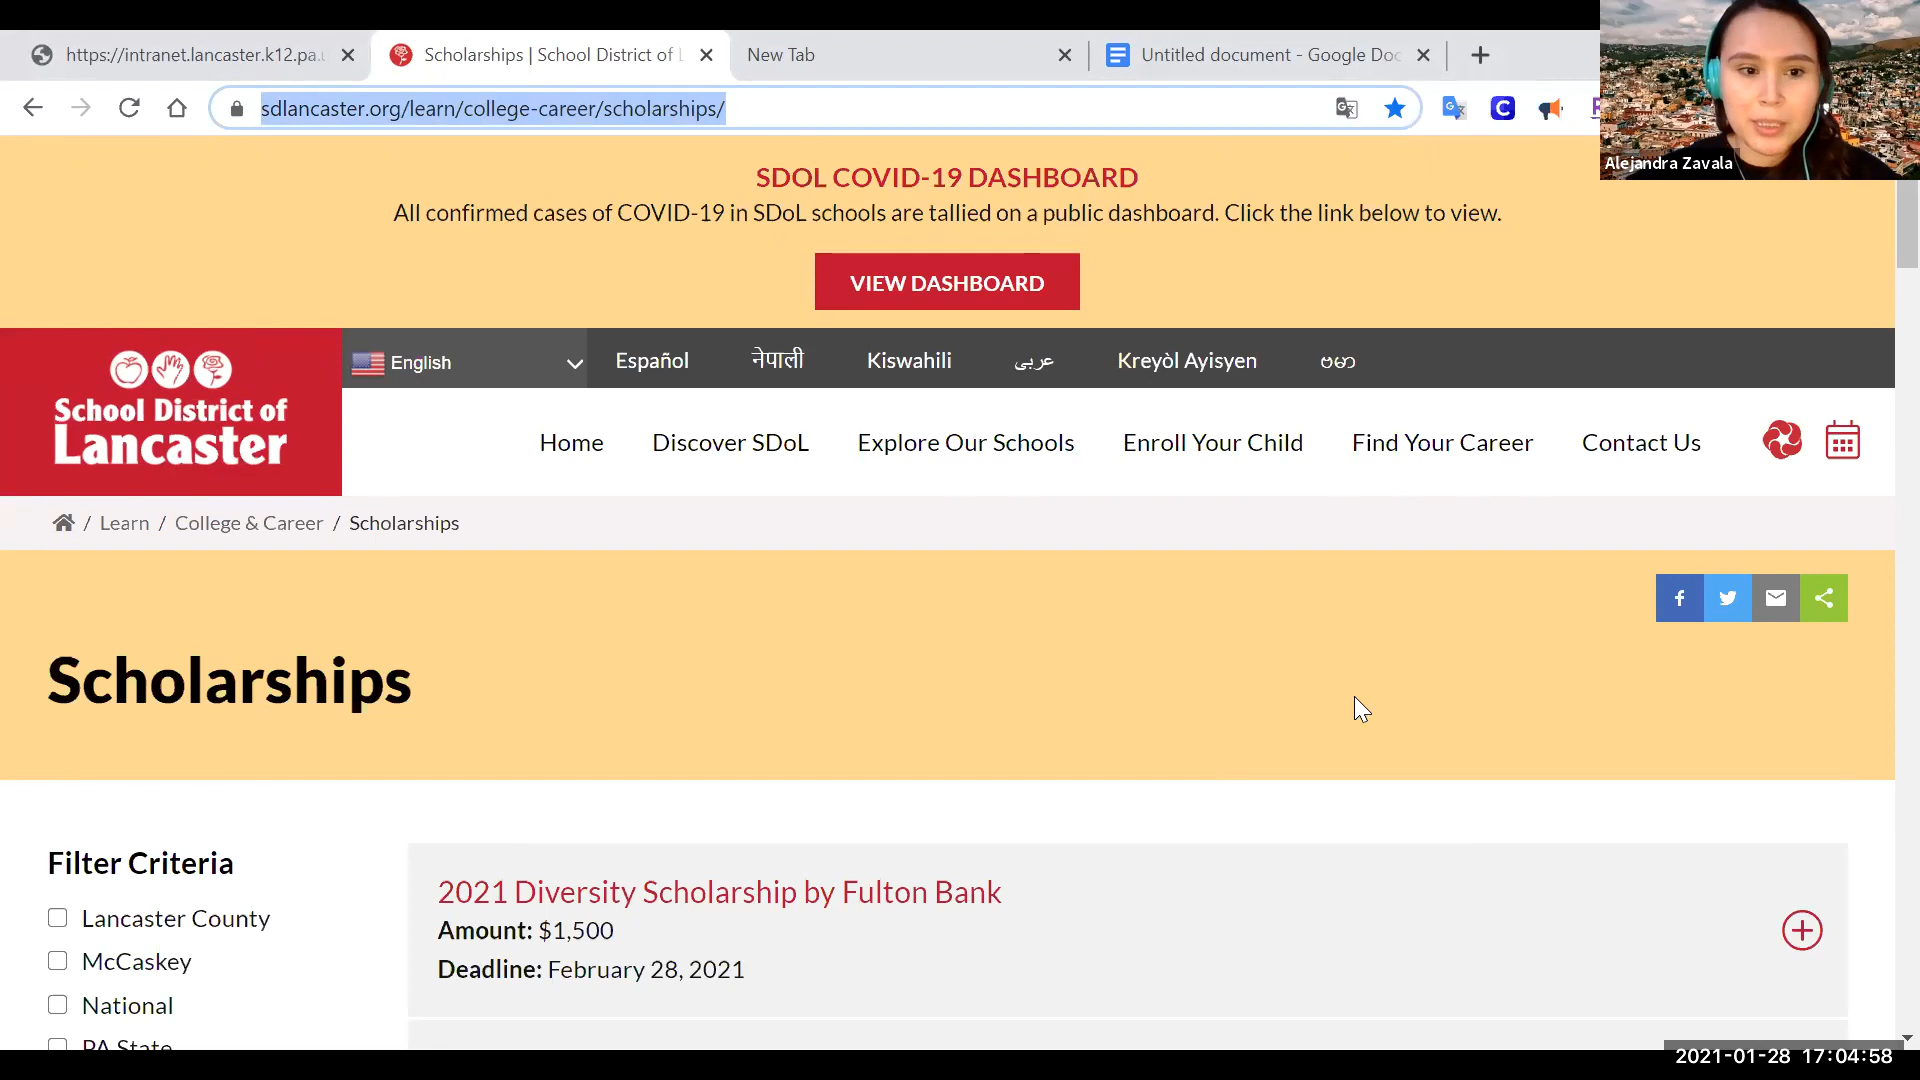 https://intranet.lancaster.k12.pa.
Scholarships | School District of
New Tab
Untitled document - Google Doc
sdlancaster.org/learn/college-career/scholarships/
Alejandra Zavala
SDOL COVID-19 DASHBOARD
All confirmed cases of COVID-19 in SDoL schools are tallied on a public dashboard. Click the link below to view.
VIEW DASHBOARD
English Español नेपाली Kiswahili عربى Kreyòl Ayisyen ဗမာ
School District of
Lancaster
Home Discover SDoL Explore Our Schools Enroll Your Child Find Your Career Contact Us
/ Learn / College & Career / Scholarships
Scholarships
Filter Criteria
Lancaster County
McCaskey
National
PA State
2021 Diversity Scholarship by Fulton Bank
Amount: $1,500
Deadline: February 28, 2021
2021-01-28 17:04:58